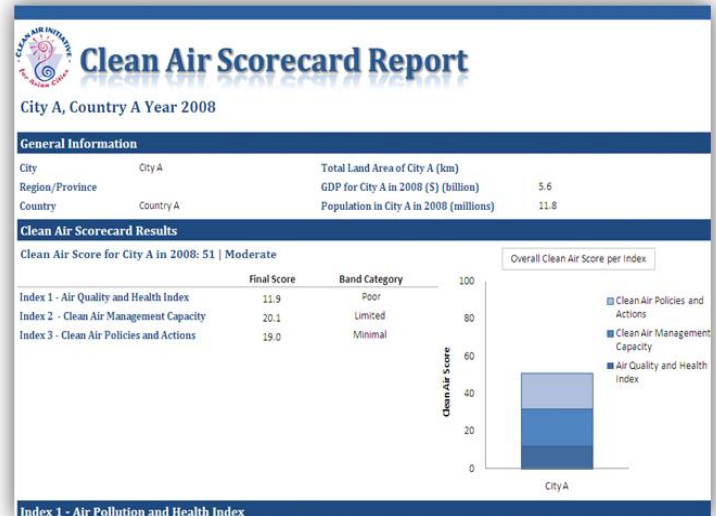 CLEAN AIR INITIATIVE
for Asian Cities
Clean Air Scorecard Report
City A, Country A Year 2008
General Information
City City A Total Land Area of City A (km)
Region/Province GDP for City A in 2008 ($) (billion) 5.6
Country Country A Population in City A in 2008 (millions) 11.8
Clean Air Scorecard Results
Clean Air Score for City A in 2008: 51 | Moderate
Final Score Band Category
Index 1 - Air Quality and Health Index 11.9 Poor
Index 2 - Clean Air Management Capacity 20.1 Limited
Index 3 - Clean Air Policies and Actions 19.0 Minimal
Overall Clean Air Score per Index
100
80
60
40
20
0
Clean Air Score
City A
Clean Air Policies and
Actions
Clean Air Management
Capacity
Air Quality and Health
Index
Index 1 - Air Pollution and Health Index